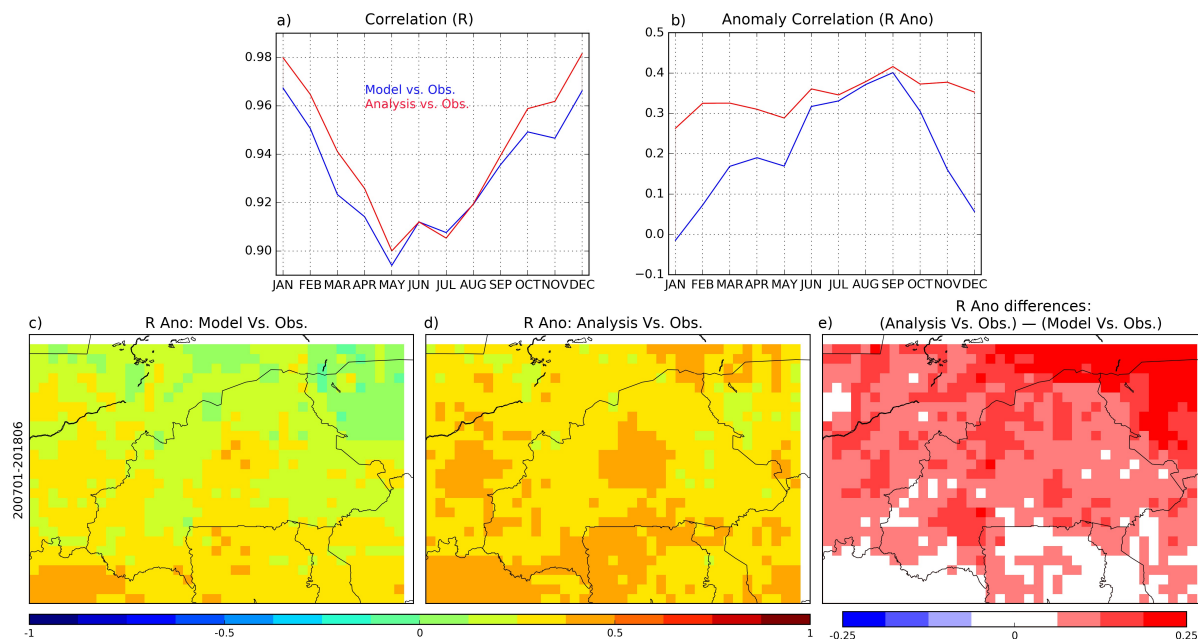 a) Correlation (R)
0.98
0.96
0.94
0.92
0.90
Model vs. Obs.
Analysis vs. Obs.
JAN FEB MAR APR MAY JUN JUL AUG SEP OCT NOV DEC
b) Anomaly Correlation (R Ano)
0.5
0.4
0.3
0.2
0.1
0.0
−0.1
JAN FEB MAR APR MAY JUN JUL AUG SEP OCT NOV DEC
200701-201806
c) R Ano: Model Vs. Obs.
d) R Ano: Analysis Vs. Obs.
e) R Ano differences:
(Analysis Vs. Obs.) — (Model Vs. Obs.)
-1 -0.5 0 0.5 1
-0.25 0 0.25